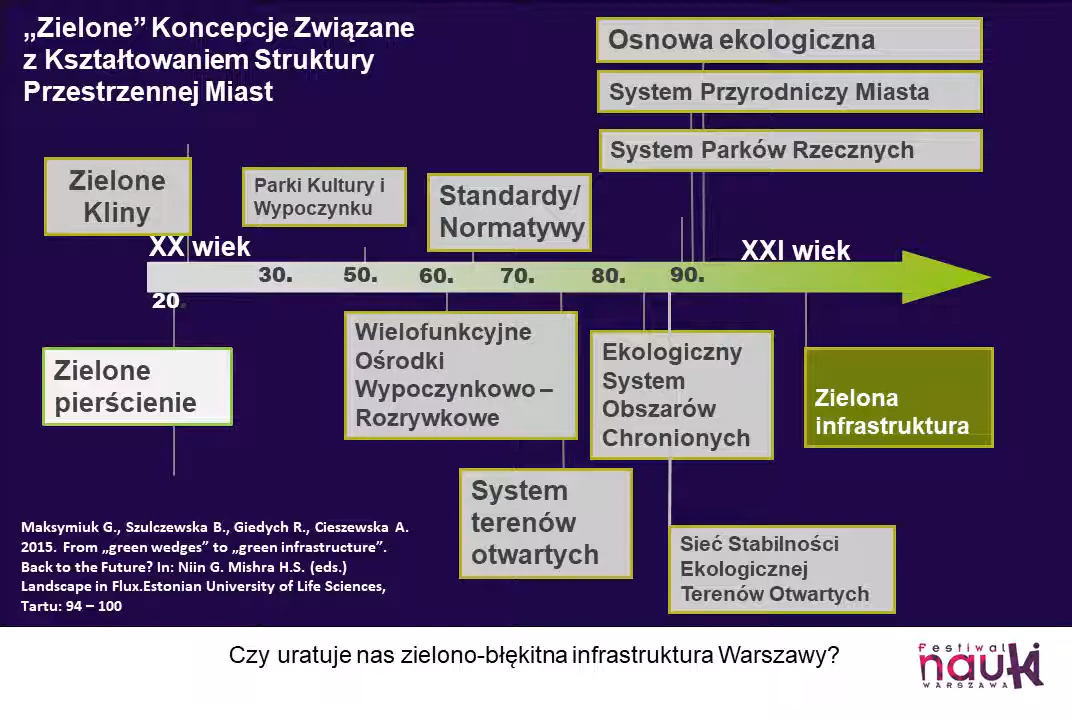 „Zielone” Koncepcje Związane
z Kształtowaniem Struktury
Przestrzennej Miast
Osnowa ekologiczna
System Przyrodniczy Miasta
System Parków Rzecznych
Zielone
Kliny
Parki Kultury i
Wypoczynku
Standardy/
Normatywy
XX wiek
XXI wiek
30. 50. 60. 70. 80. 90.
20.
Zielone
pierścienie
Wielofunkcyjne
Ośrodki
Wypoczynkowo –
Rozrywkowe
Ekologiczny
System
Obszarów
Chronionych
Zielona
infrastruktura
System
terenów
otwartych
Sieć Stabilności
Ekologicznej
Terenów Otwartych
Maksymiuk G., Szulczewska B., Giedych R., Cieszewska A.
2015. From „green wedges” to „green infrastructure”.
Back to the Future? In: Niin G. Mishra H.S. (eds.)
Landscape in Flux.Estonian University of Life Sciences,
Tartu: 94 – 100
Czy uratuje nas zielono-błękitna infrastruktura Warszawy?
festiwal
nauki
WARSZAWA